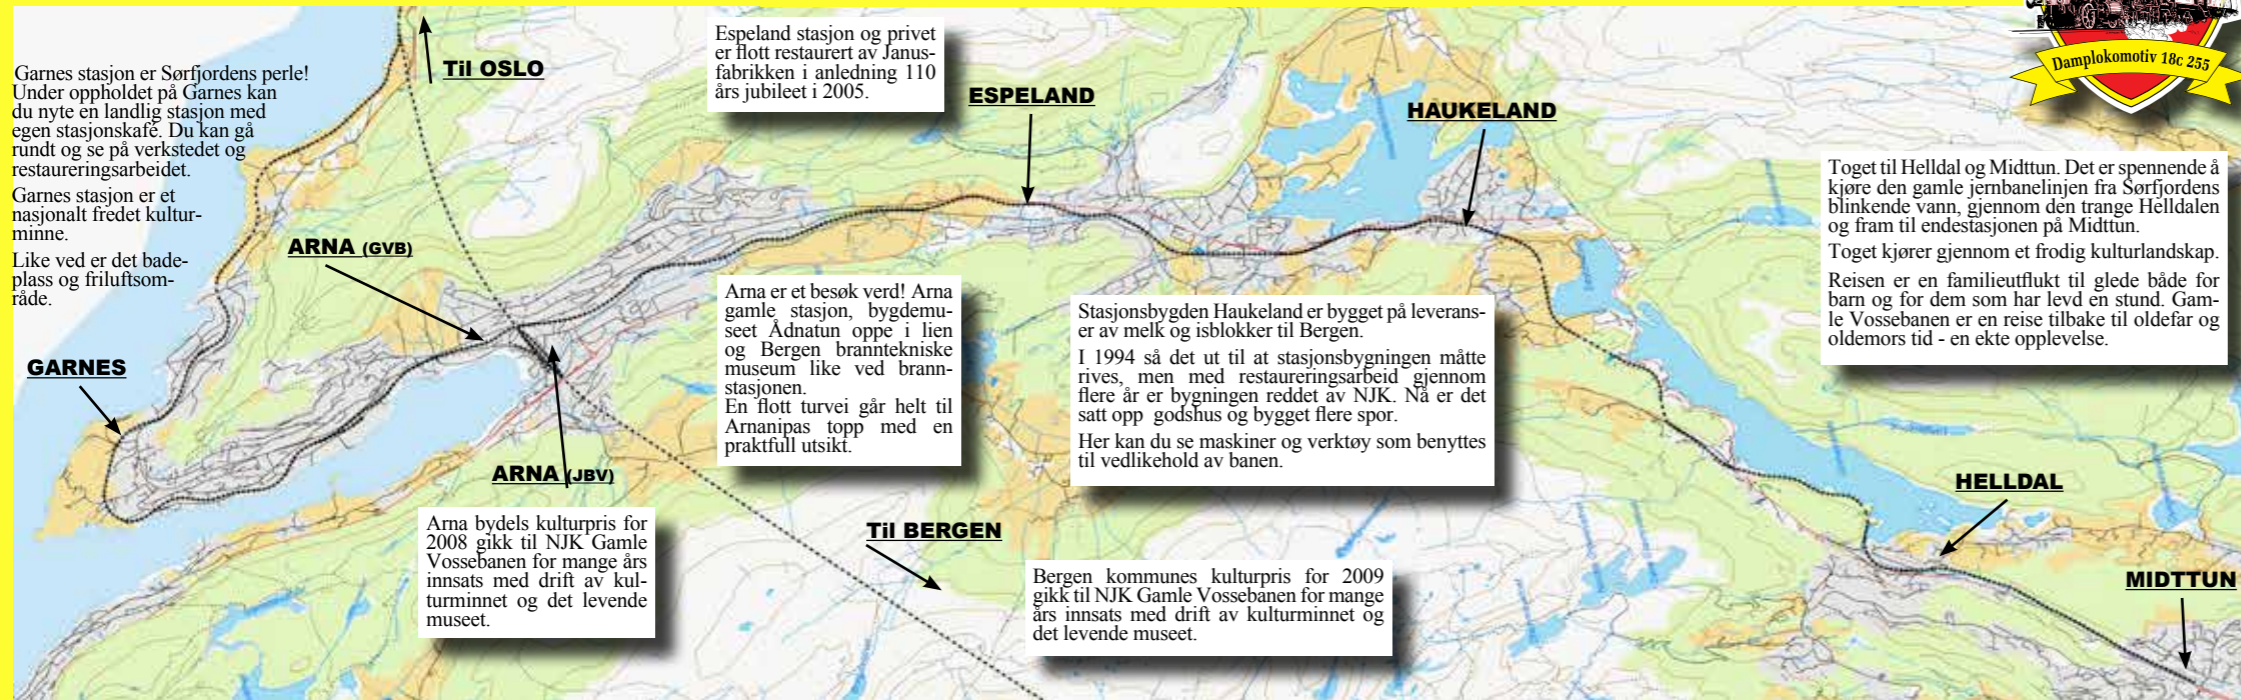 Garnes stasjon er Sørfjordens perle!
Under oppholdet på Garnes kan
du nyte en landlig stasjon med
egen stasjonskafé. Du kan gå
rundt og se på verkstedet og
restaureringsarbeidet.
Garnes stasjon er et
nasjonalt fredet kultur-
minne.
Like ved er det bade-
plass og friluftsom-
råde.
Til OSLO
Espeland stasjon og privet
er flott restaurert av Janus-
fabrikken i anledning 110
års jubileet i 2005.
ESPELAND
HAUKELAND
Damplokomotiv 18c 255
Toget til Helldal og Midttun. Det er spennende å
kjøre den gamle jernbanelinjen fra Sørfjordens
blinkende vann, gjennom den trange Helldalen
og fram til endestasjonen på Midttun.
Toget kjører gjennom et frodig kulturlandskap.
Reisen er en familieutflukt til glede både for
barn og for dem som har levd en stund. Gam-
le Vossebanen er en reise tilbake til oldefar og
oldemors tid - en ekte opplevelse.
ARNA (GVB)
GARNES
Arna er et besøk verd! Arna
gamle stasjon, bygdemu-
seet Ådnatun oppe i lien
og Bergen branntekniske
museum like ved brann-
stasjonen.
En flott turvei går helt til
Arnanipas topp med en
praktfull utsikt.
Stasjonsbygden Haukeland er bygget på leverans-
er av melk og isblokker til Bergen.
I 1994 så det ut til at stasjonsbygningen måtte
rives, men med restaureringsarbeid gjennom
flere år er bygningen reddet av NJK. Nå er det
satt opp godshus og bygget flere spor.
Her kan du se maskiner og verktøy som benyttes
til vedlikehold av banen.
ARNA (JBV)
Arna bydels kulturpris for
2008 gikk til NJK Gamle
Vossebanen for mange års
innsats med drift av kul-
turminnet og det levende
museet.
Til BERGEN
Bergen kommunes kulturpris for 2009
gikk til NJK Gamle Vossebanen for mange
års innsats med drift av kulturminnet og
det levende museet.
HELLDAL
MIDTTUN